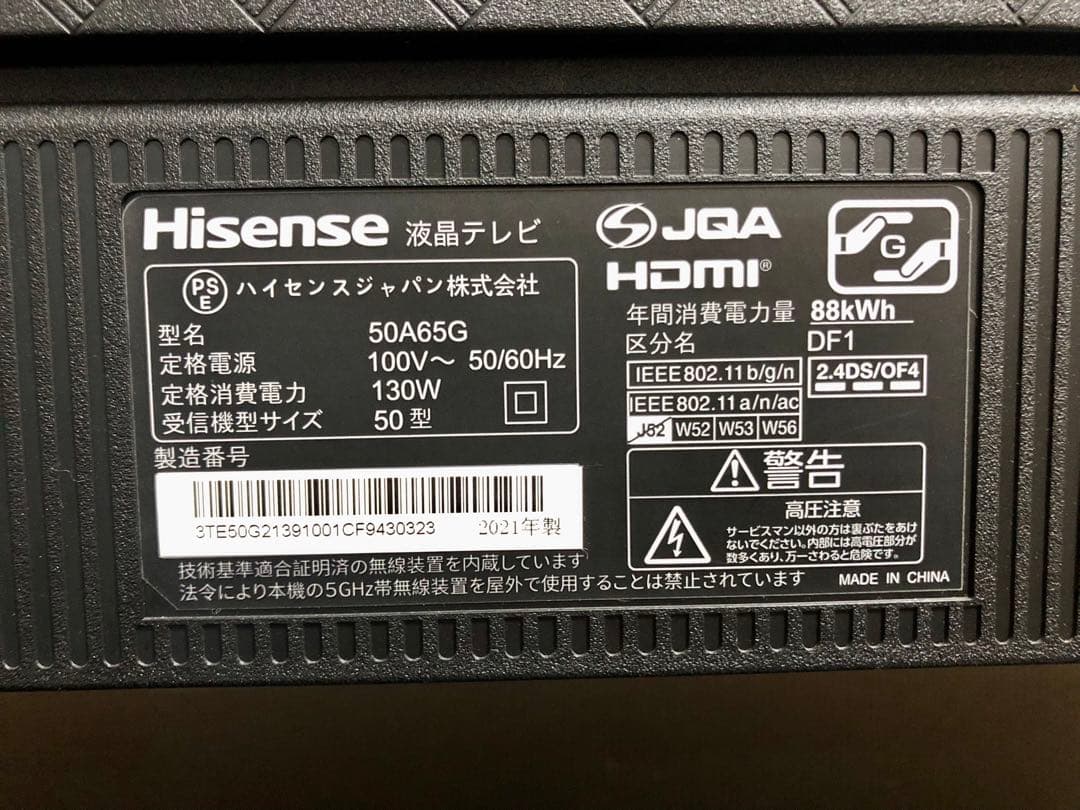 Hisense 液晶テレビ
PSE ハイセンスジャパン株式会社
型名 50A65G
定格電源 100V～ 50/60Hz
定格消費電力 130W
受信機型サイズ 50型
製造番号
3TE50G21391001CF9430323 2021年製
JQA
HDMI®
G
年間消費電力量 88kWh
区分名 DF1
IEEE802.11b/g/n
2.4DS/OF4
IEEE802.11a/n/ac
J52 W52 W53 W56
警告
高圧注意
サービスマン以外の方は裏ぶたをあけ
ないでください。内部には高電圧部分が
数多くあり、万一さわると危険です。
技術基準適合証明済の無線装置を内蔵しています
法令により本機の5GHz帯無線装置を屋外で使用することは禁止されています
MADE IN CHINA